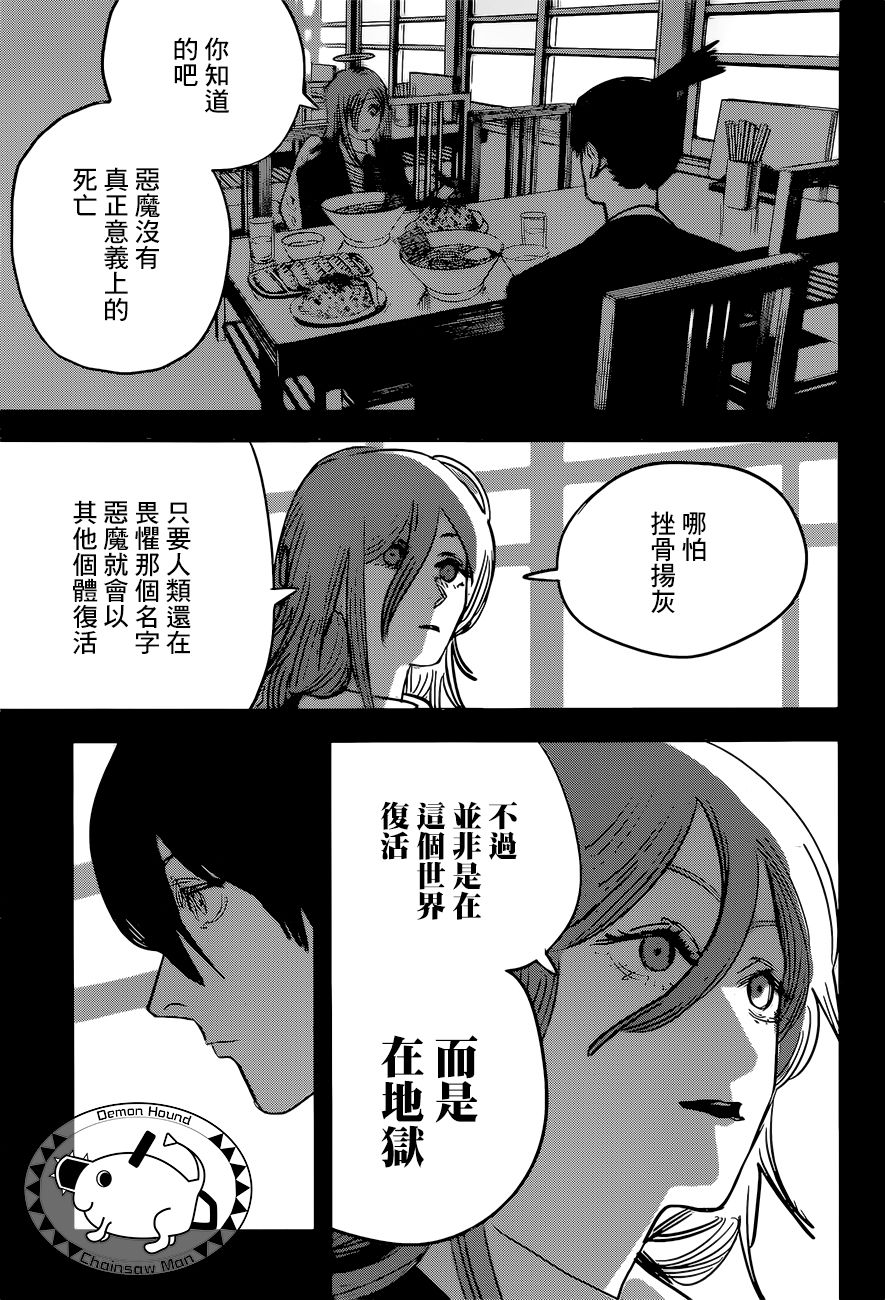 你知道
的吧
惡魔沒有
真正意義上的
死亡
哪怕
挫骨揚灰
只要人類還在
畏懼那個名字
惡魔就會以
其他個體復活
不過
並非是在
這個世界
復活
而是
在地獄
Demon Hound
Chainsaw Man